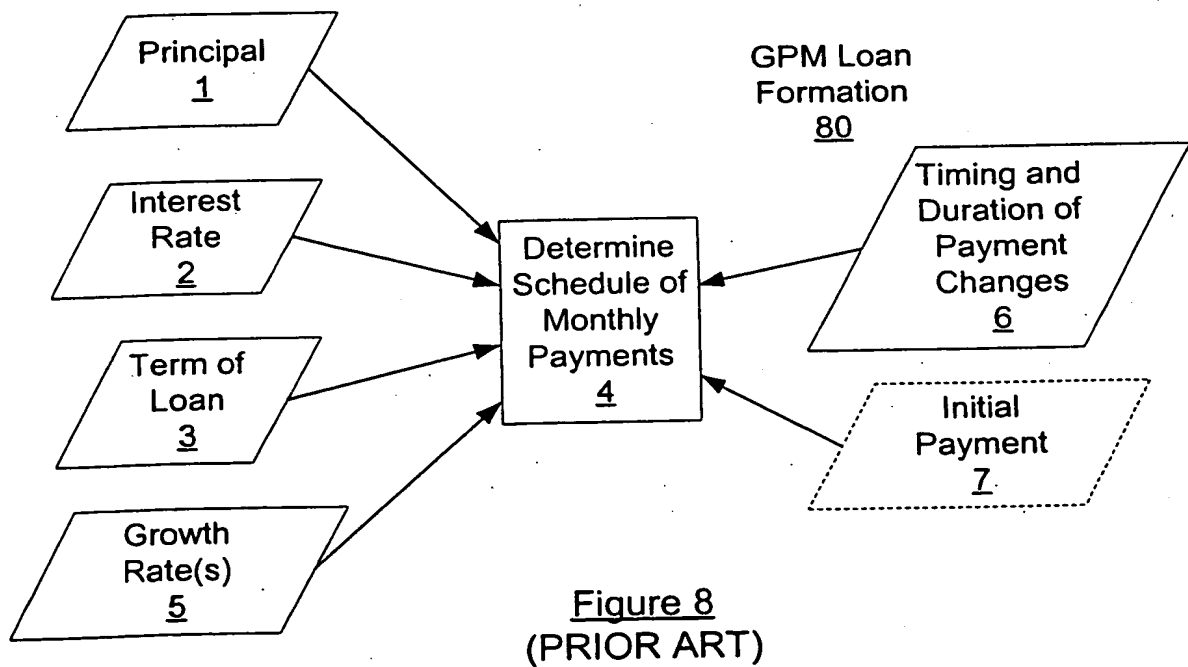 Principal
1
Interest
Rate
2
Term of
Loan
3
Growth
Rate(s)
5
Determine
Schedule of
Monthly
Payments
4
GPM Loan
Formation
80
Timing and
Duration of
Payment
Changes
6
Initial
Payment
7
Figure 8
(PRIOR ART)